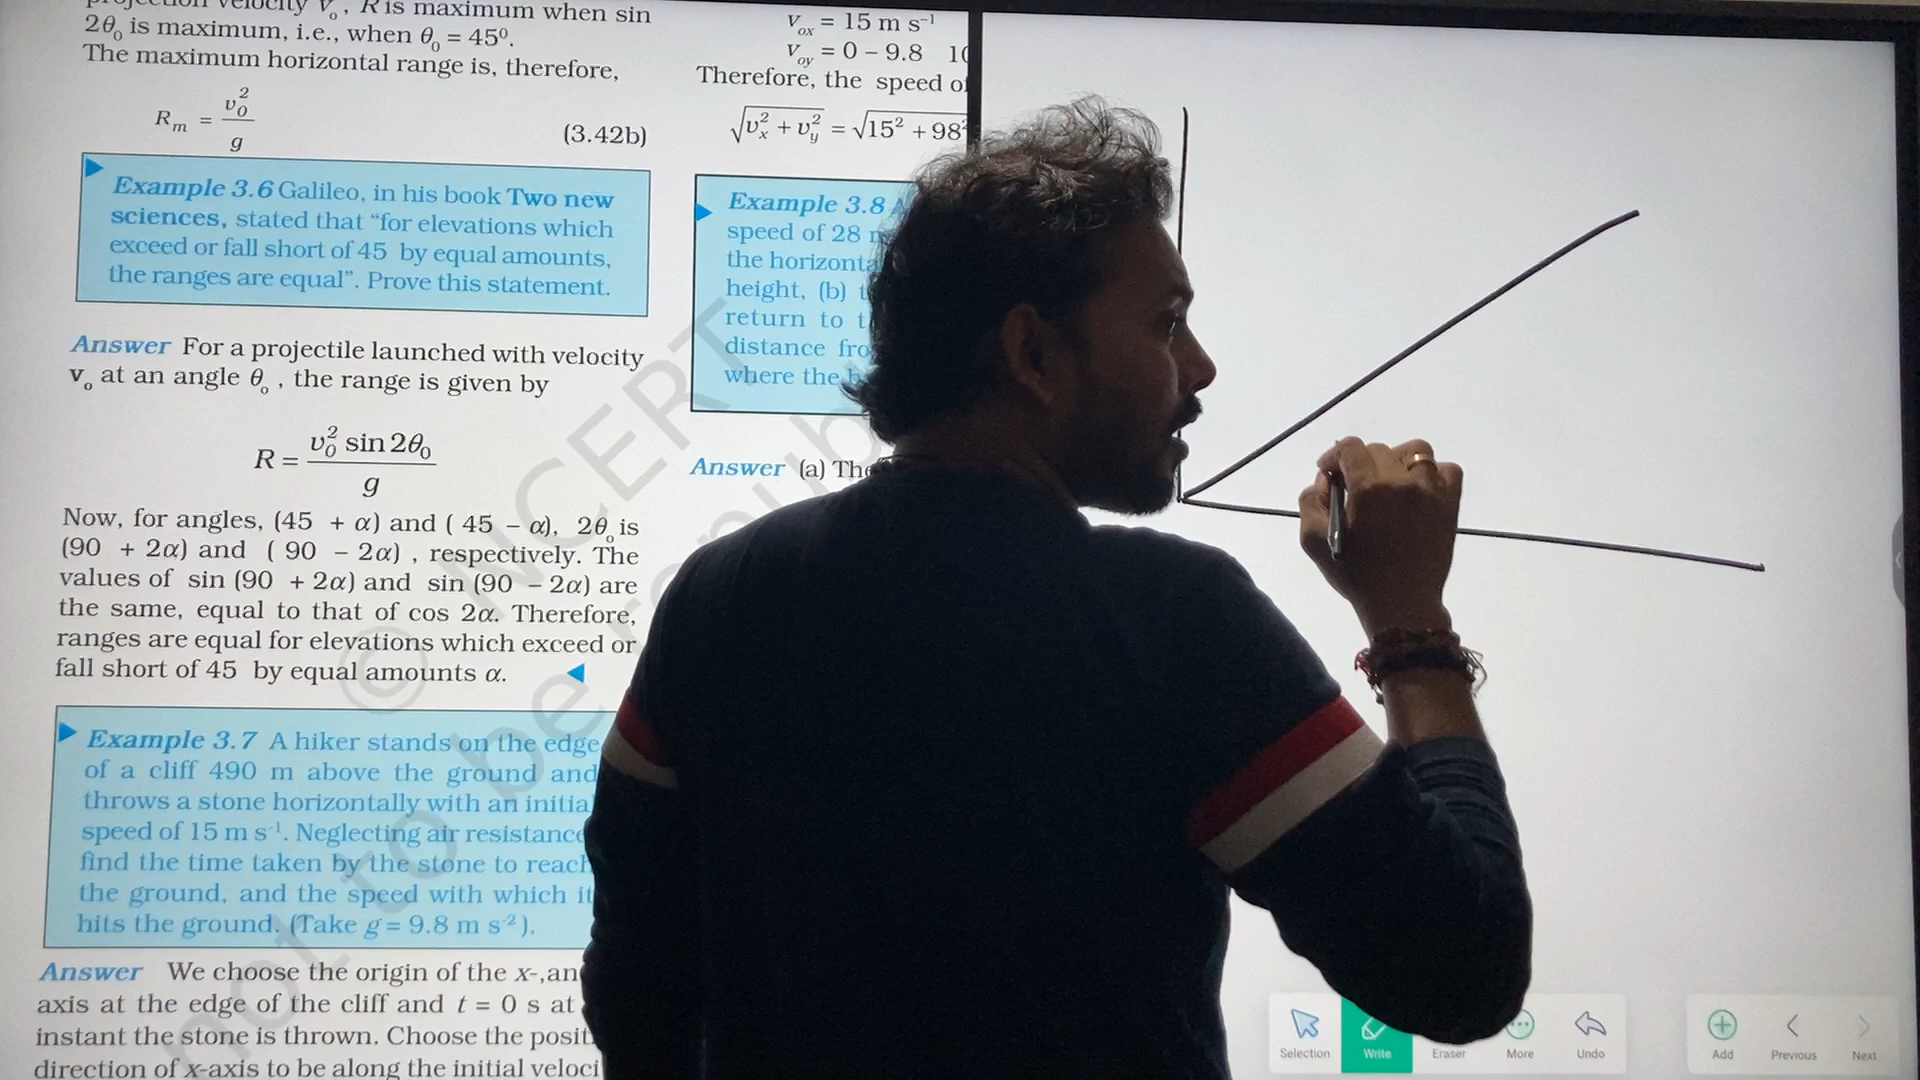 projection velocity v₀, R is maximum when sin
2θ₀ is maximum, i.e., when θ₀ = 45⁰.
The maximum horizontal range is, therefore,
Rₘ = v₀² / g (3.42b)
Example 3.6 Galileo, in his book Two new
sciences, stated that “for elevations which
exceed or fall short of 45 by equal amounts,
the ranges are equal”. Prove this statement.
Answer For a projectile launched with velocity
v₀ at an angle θ₀ , the range is given by
R = v₀² sin 2θ₀ / g
Now, for angles, (45 + α) and ( 45 – α), 2θ₀ is
(90 + 2α) and ( 90 – 2α) , respectively. The
values of sin (90 + 2α) and sin (90 – 2α) are
the same, equal to that of cos 2α. Therefore,
ranges are equal for elevations which exceed or
fall short of 45 by equal amounts α.
Example 3.7 A hiker stands on the edge
of a cliff 490 m above the ground and
throws a stone horizontally with an initia
speed of 15 m s⁻¹. Neglecting air resistance
find the time taken by the stone to reach
the ground, and the speed with which it
hits the ground. (Take g = 9.8 m s⁻²).
Answer We choose the origin of the x-,an
axis at the edge of the cliff and t = 0 s at
instant the stone is thrown. Choose the posit
direction of x-axis to be along the initial veloci
vₒₓ = 15 m s⁻¹
vₒᵧ = 0 – 9.8 10
Therefore, the speed of
√(vₓ² + vᵧ²) = √(15² + 98²
Example 3.8 A
speed of 28 m
the horizonta
height, (b) t
return to t
distance fro
where the b
Answer (a) The
© NCERT
not to be republ
Selection
Write
Eraser
More
Undo
Add
Previous
Next